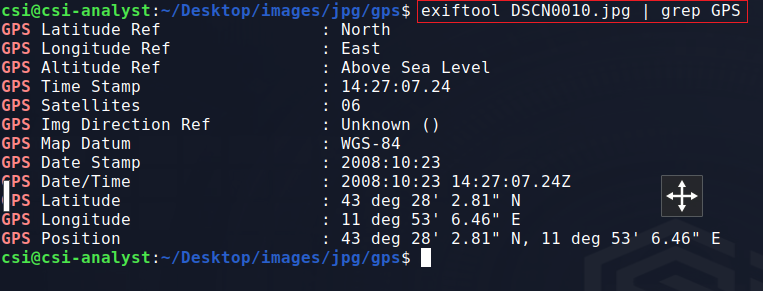 csi@csi-analyst:~/Desktop/images/jpg/gps$ exiftool DSCN0010.jpg | grep GPS
GPS Latitude Ref : North
GPS Longitude Ref : East
GPS Altitude Ref : Above Sea Level
GPS Time Stamp : 14:27:07.24
GPS Satellites : 06
GPS Img Direction Ref : Unknown ()
GPS Map Datum : WGS-84
GPS Date Stamp : 2008:10:23
GPS Date/Time : 2008:10:23 14:27:07.24Z
GPS Latitude : 43 deg 28' 2.81" N
GPS Longitude : 11 deg 53' 6.46" E
GPS Position : 43 deg 28' 2.81" N, 11 deg 53' 6.46" E
csi@csi-analyst:~/Desktop/images/jpg/gps$